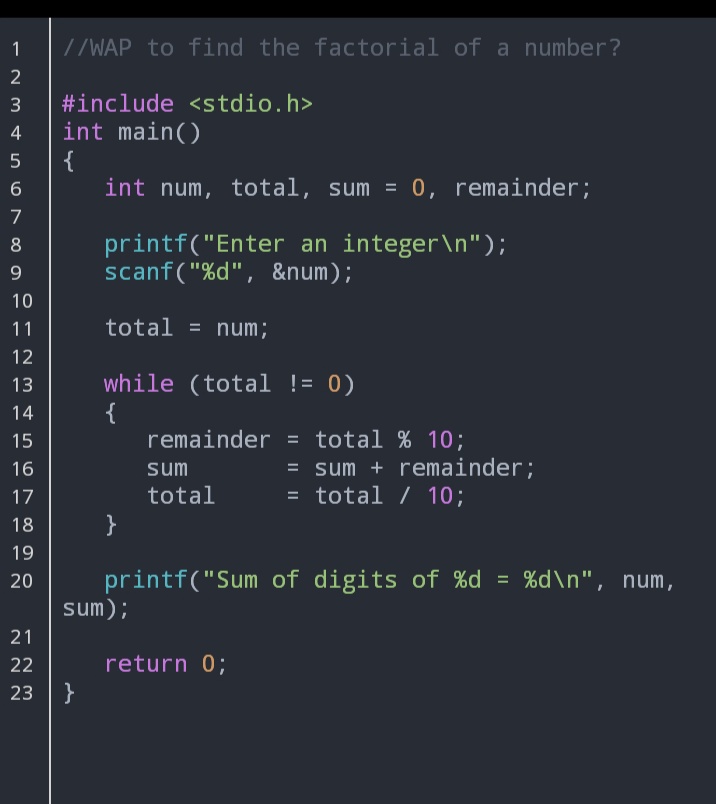 1 //WAP to find the factorial of a number?
2
3 #include <stdio.h>
4 int main()
5 {
6    int num, total, sum = 0, remainder;
7
8    printf("Enter an integer\n");
9    scanf("%d", &num);
10
11    total = num;
12
13    while (total != 0)
14    {
15       remainder = total % 10;
16       sum       = sum + remainder;
17       total     = total / 10;
18    }
19
20    printf("Sum of digits of %d = %d\n", num,
sum);
21
22    return 0;
23 }